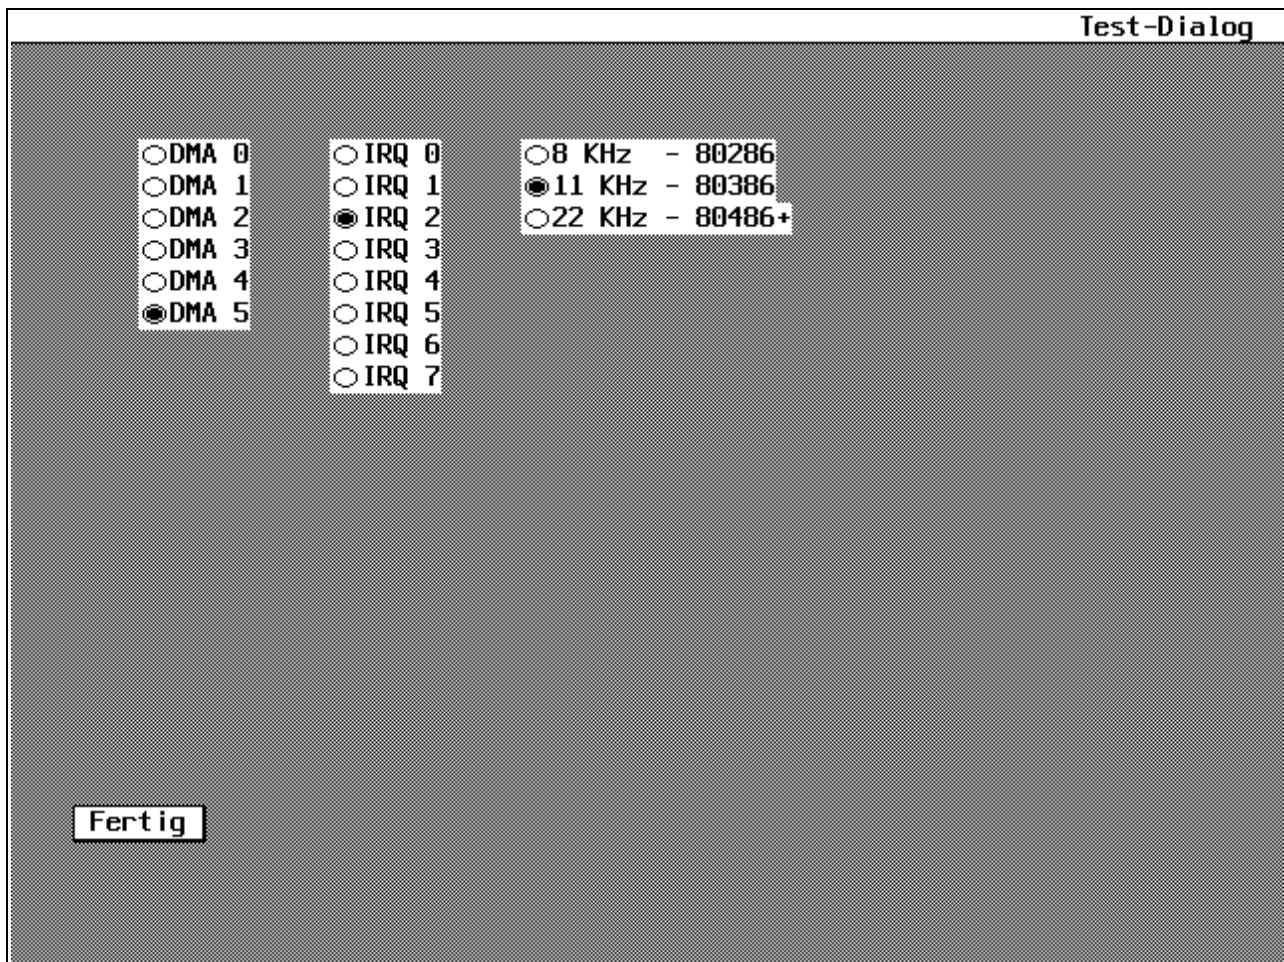 Test-Dialog
DMA 0
DMA 1
DMA 2
DMA 3
DMA 4
DMA 5
IRQ 0
IRQ 1
IRQ 2
IRQ 3
IRQ 4
IRQ 5
IRQ 6
IRQ 7
8 KHz - 80286
11 KHz - 80386
22 KHz - 80486+
Fertig